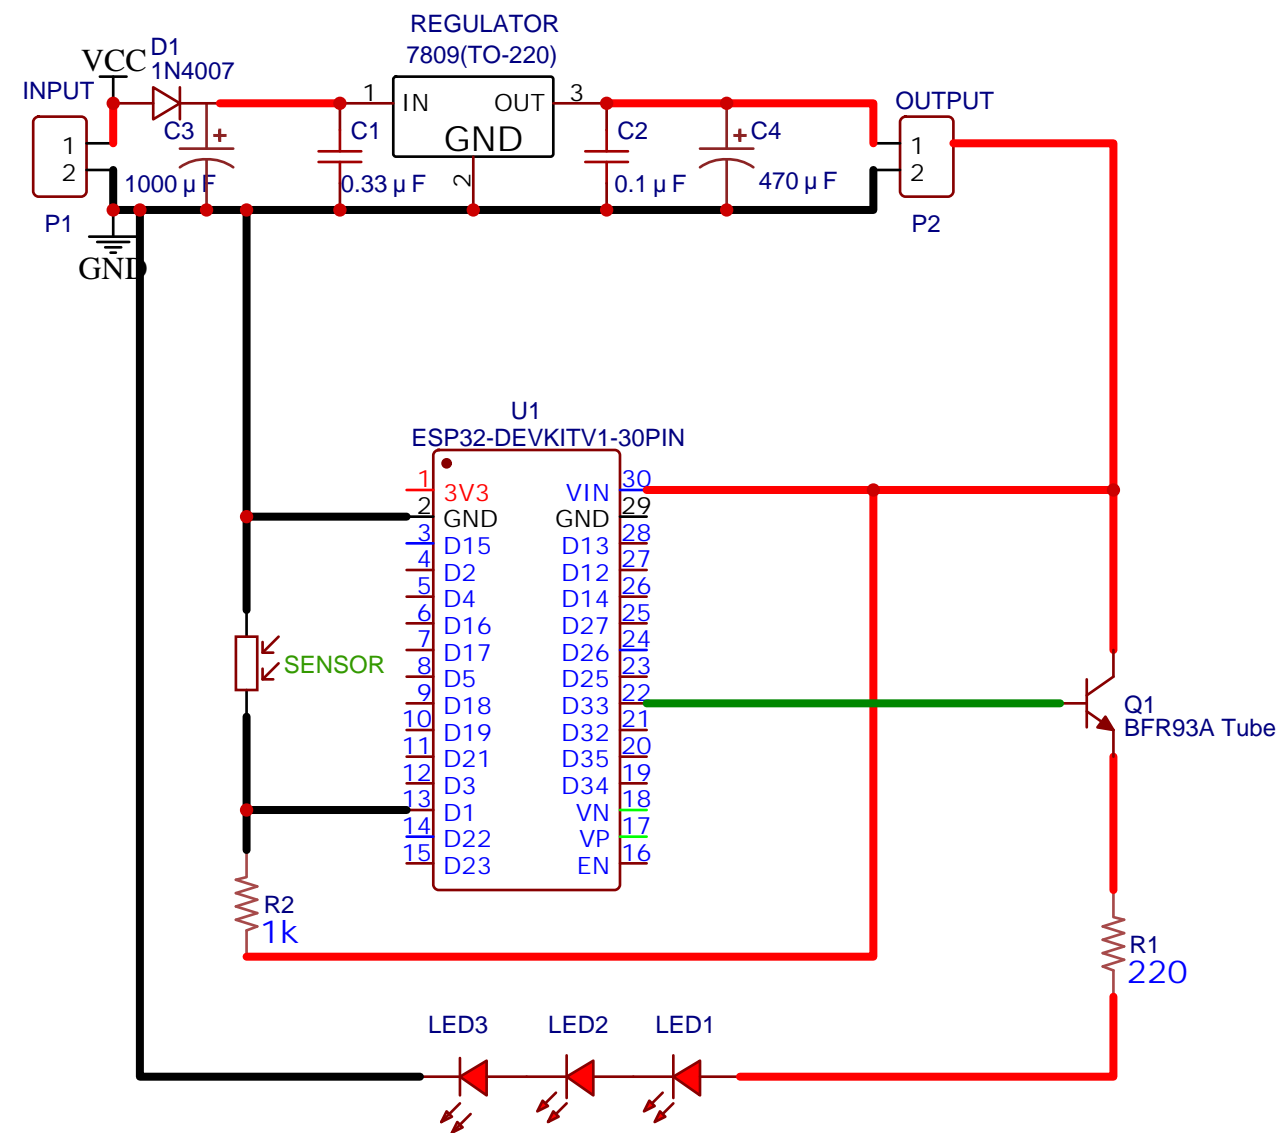 REGULATOR
7809(TO-220)
VCC
D1
1N4007
INPUT
1
2
P1
GND
C3
1000 µ F
C1
0.33 µ F
1
IN
OUT
3
GND
2
C2
0.1 µ F
C4
470 µ F
OUTPUT
1
2
P2
U1
ESP32-DEVKITV1-30PIN
1 3V3 VIN 30
2 GND GND 29
3 D15 D13 28
4 D2 D12 27
5 D4 D14 26
6 D16 D27 25
7 D17 D26 24
8 D5 D25 23
9 D18 D33 22
10 D19 D32 21
11 D21 D35 20
12 D3 D34 19
13 D1 VN 18
14 D22 VP 17
15 D23 EN 16
SENSOR
Q1
BFR93A Tube
R2
1k
R1
220
LED3 LED2 LED1